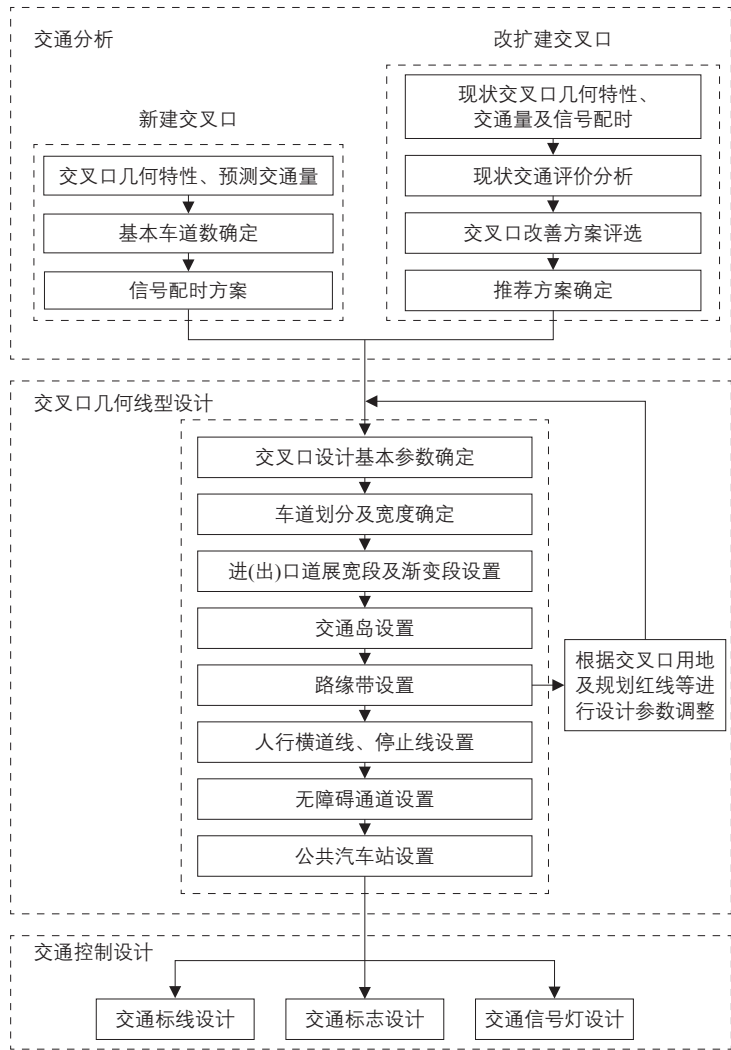 交通分析
改扩建交叉口
现状交叉口几何特性、
交通量及信号配时
现状交通评价分析
交叉口改善方案评选
推荐方案确定
新建交叉口
交叉口几何特性、预测交通量
基本车道数确定
信号配时方案
交叉口几何线型设计
交叉口设计基本参数确定
车道划分及宽度确定
进(出)口道展宽段及渐变段设置
交通岛设置
路缘带设置
人行横道线、停止线设置
无障碍通道设置
公共汽车站设置
根据交叉口用地
及规划红线等进
行设计参数调整
交通控制设计
交通标线设计
交通标志设计
交通信号灯设计